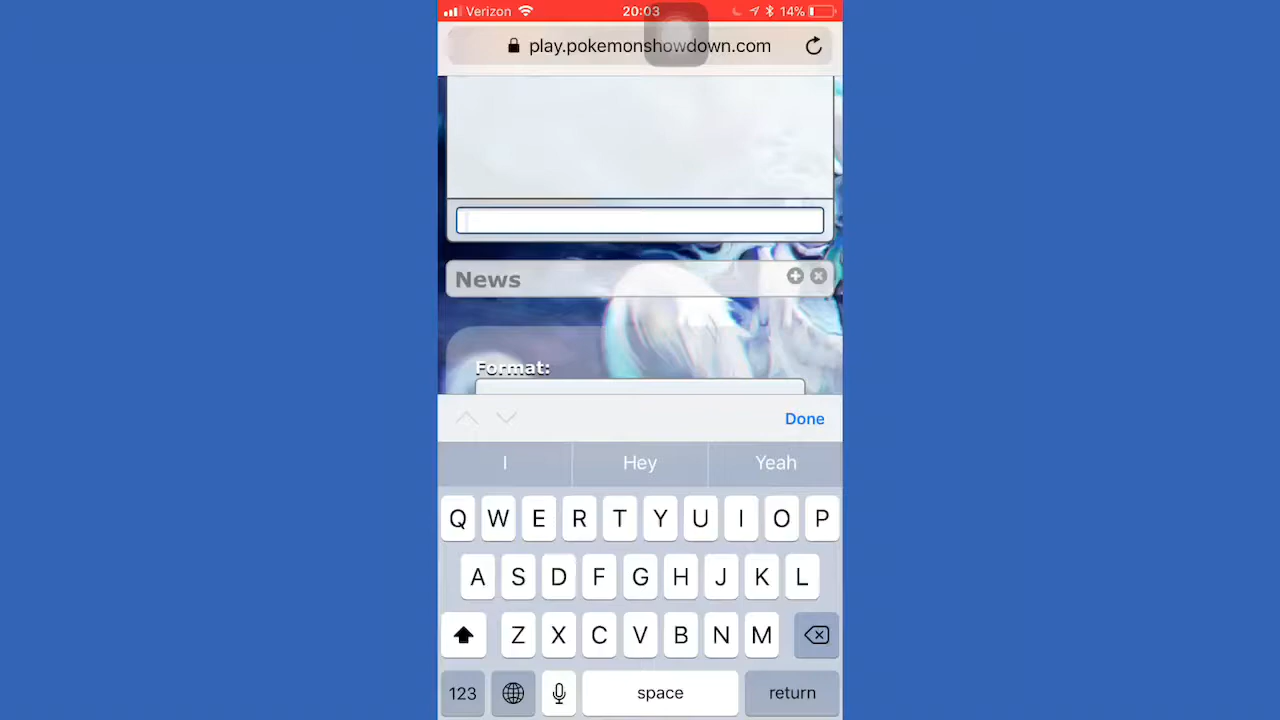 Verizon 20:03 14%
play.pokemonshowdown.com
News
Format:
Done
I Hey Yeah
Q W E R T Y U I O P
A S D F G H J K L
Z X C V B N M
123 space return